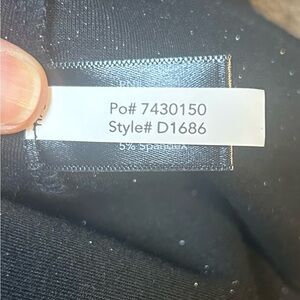 Po# 7430150
Style# D1686
5% Spandex